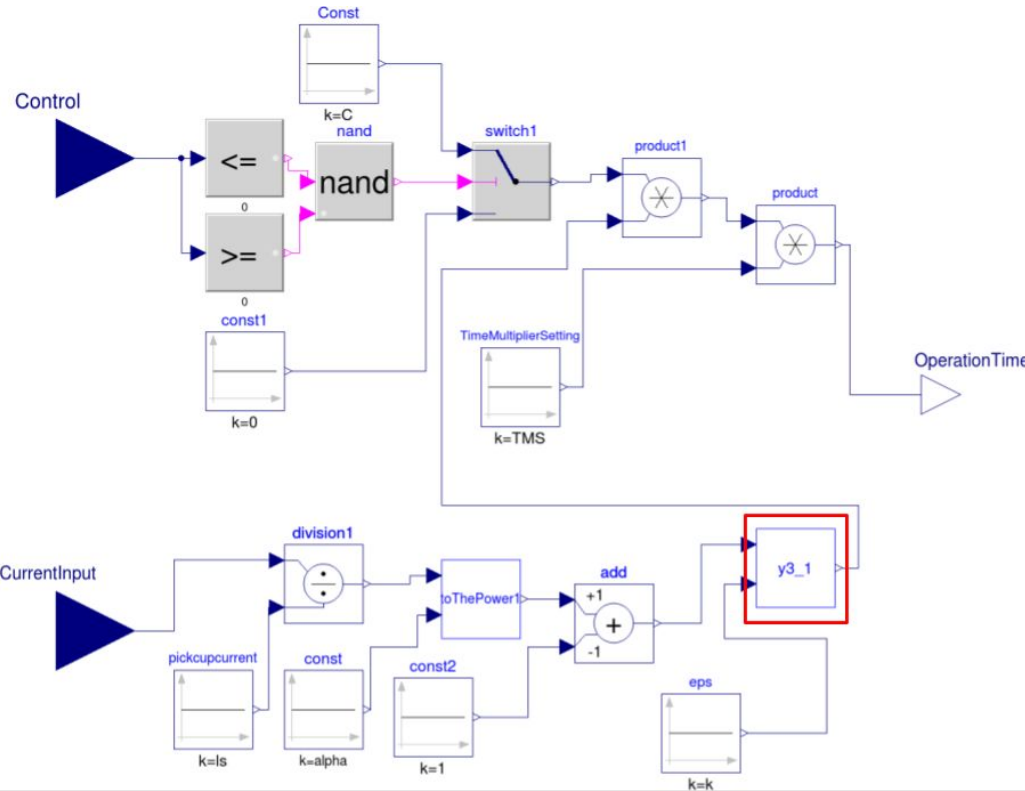 Const
k=C
Control
<=
0
>=
0
nand
nand
switch1
product1
product
const1
k=0
TimeMultiplierSetting
k=TMS
OperationTime
CurrentInput
division1
pickcupcurrent
k=Is
const
k=alpha
toThePower1
const2
k=1
add
+1
+
-1
y3_1
eps
k=k